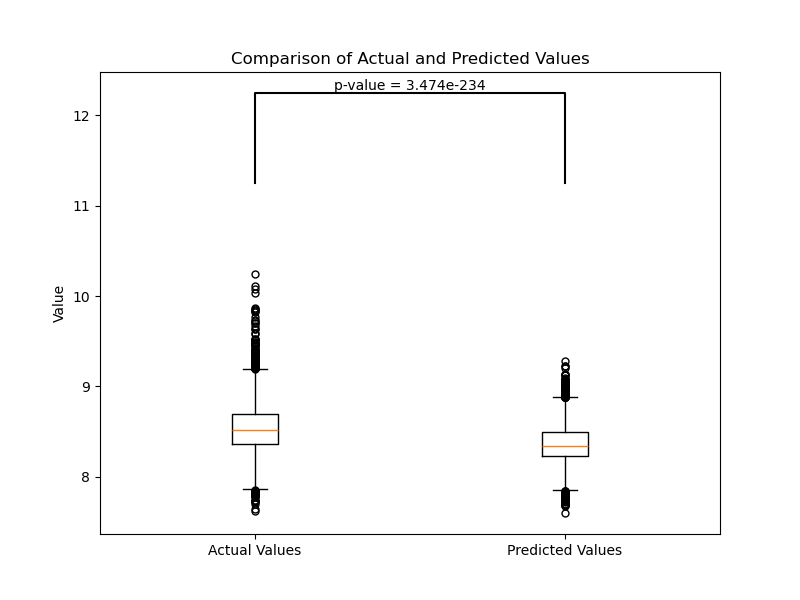 Comparison of Actual and Predicted Values
p-value = 3.474e-234
12
11
10
9
8
Value
Actual Values
Predicted Values